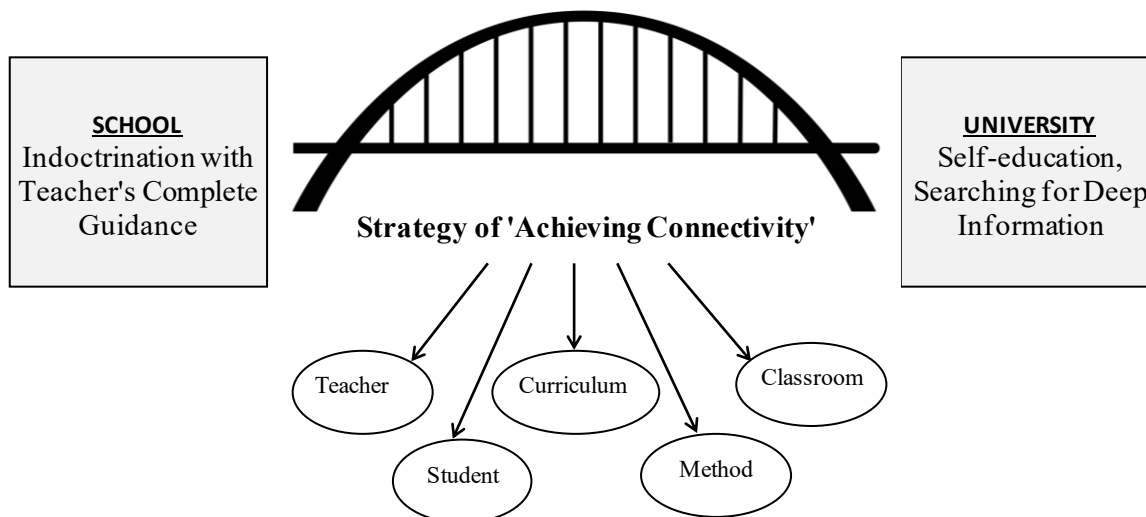 SCHOOL
Indoctrination with
Teacher's Complete
Guidance
UNIVERSITY
Self-education,
Searching for Deep
Information
Strategy of 'Achieving Connectivity'
Teacher
Curriculum
Classroom
Student
Method